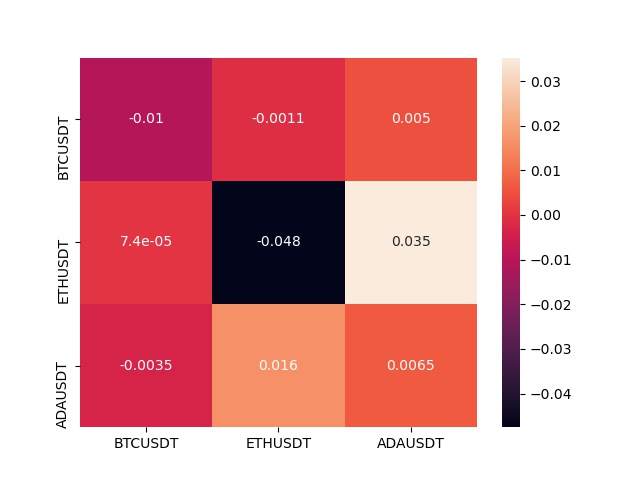 BTCUSDT -0.01 -0.0011 0.005
ETHUSDT 7.4e-05 -0.048 0.035
ADAUSDT -0.0035 0.016 0.0065
BTCUSDT ETHUSDT ADAUSDT
0.03
0.02
0.01
0.00
−0.01
−0.02
−0.03
−0.04